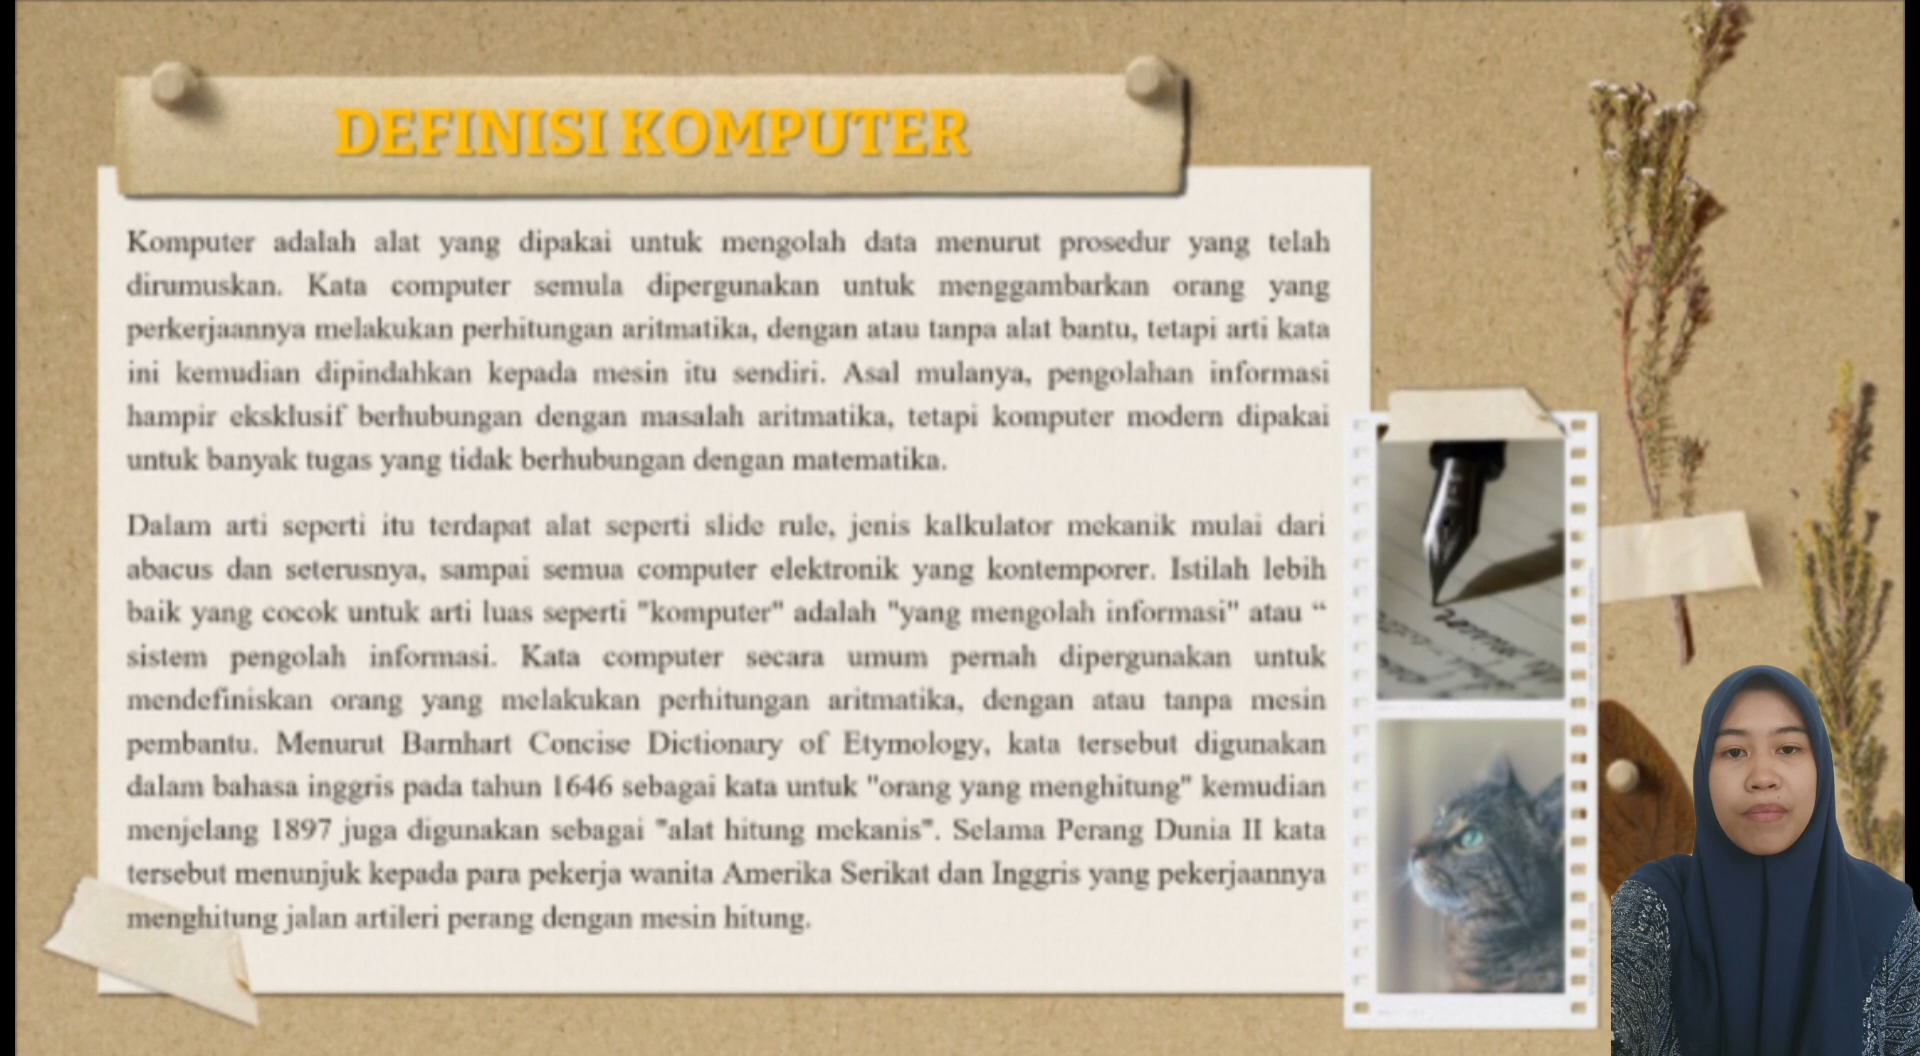 DEFINISI KOMPUTER
Komputer adalah alat yang dipakai untuk mengolah data menurut prosedur yang telah
dirumuskan. Kata computer semula dipergunakan untuk menggambarkan orang yang
perkerjaannya melakukan perhitungan aritmatika, dengan atau tanpa alat bantu, tetapi arti kata
ini kemudian dipindahkan kepada mesin itu sendiri. Asal mulanya, pengolahan informasi
hampir eksklusif berhubungan dengan masalah aritmatika, tetapi komputer modern dipakai
untuk banyak tugas yang tidak berhubungan dengan matematika.
Dalam arti seperti itu terdapat alat seperti slide rule, jenis kalkulator mekanik mulai dari
abacus dan seterusnya, sampai semua computer elektronik yang kontemporer. Istilah lebih
baik yang cocok untuk arti luas seperti "komputer" adalah "yang mengolah informasi" atau “
sistem pengolah informasi. Kata computer secara umum pernah dipergunakan untuk
mendefiniskan orang yang melakukan perhitungan aritmatika, dengan atau tanpa mesin
pembantu. Menurut Barnhart Concise Dictionary of Etymology, kata tersebut digunakan
dalam bahasa inggris pada tahun 1646 sebagai kata untuk "orang yang menghitung" kemudian
menjelang 1897 juga digunakan sebagai "alat hitung mekanis". Selama Perang Dunia II kata
tersebut menunjuk kepada para pekerja wanita Amerika Serikat dan Inggris yang pekerjaannya
menghitung jalan artileri perang dengan mesin hitung.